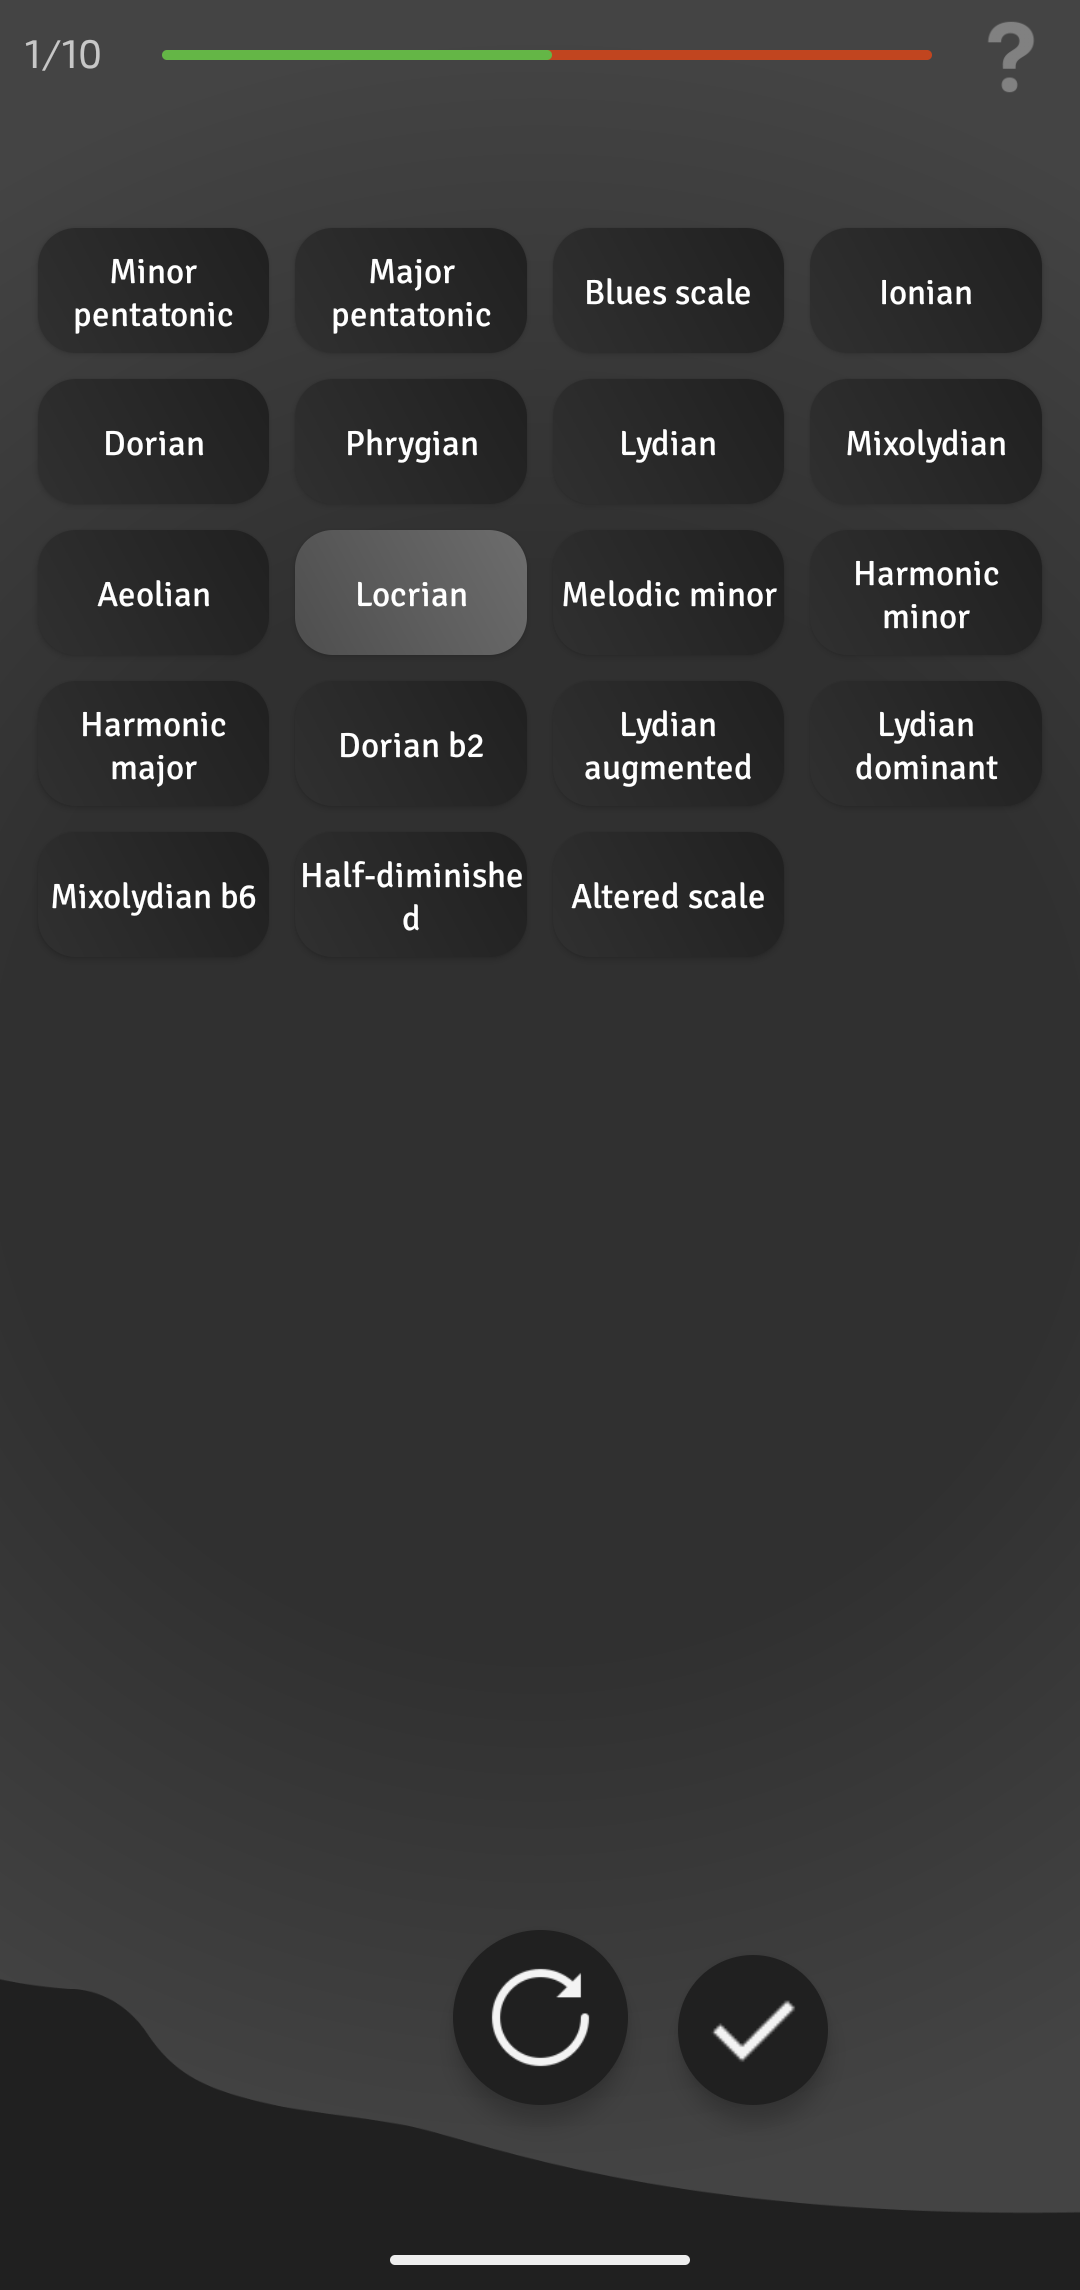 1/10
?
Minor
pentatonic
Major
pentatonic
Blues scale
Ionian
Dorian
Phrygian
Lydian
Mixolydian
Aeolian
Locrian
Melodic minor
Harmonic
minor
Harmonic
major
Dorian b2
Lydian
augmented
Lydian
dominant
Mixolydian b6
Half-diminishe
d
Altered scale